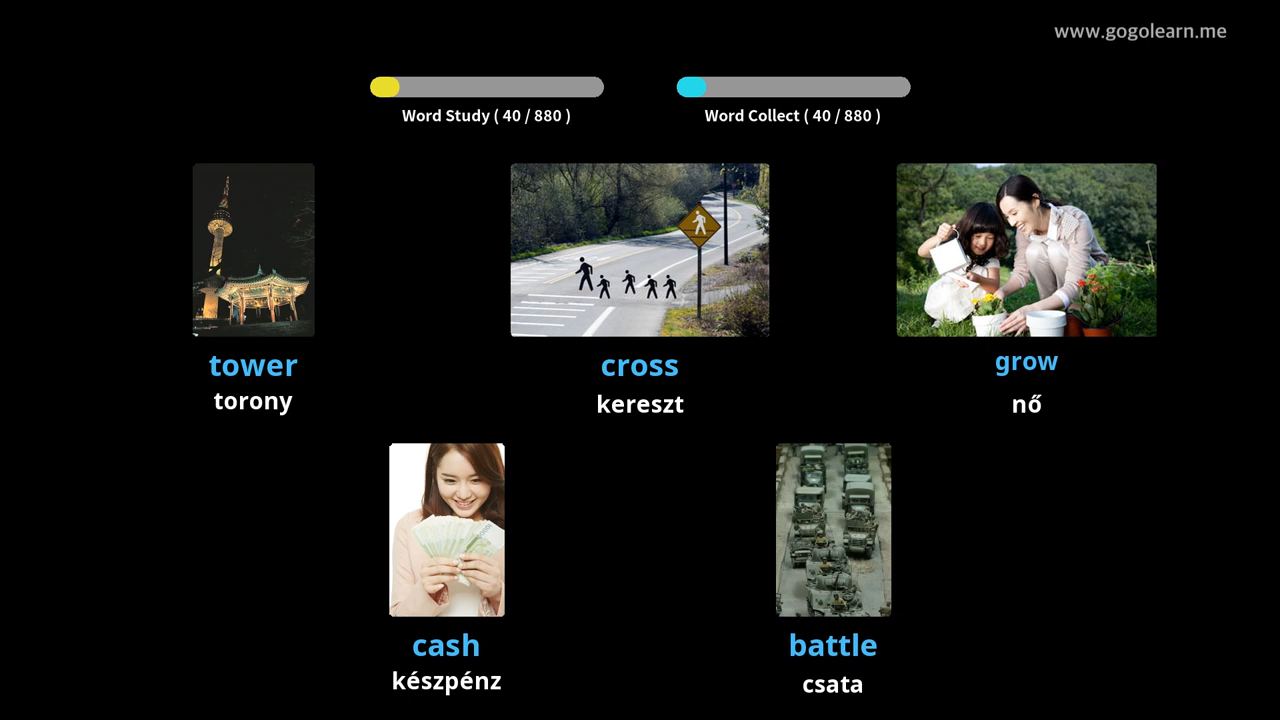 www.gogolearn.me
Word Study ( 40 / 880 )
Word Collect ( 40 / 880 )
tower
torony
cross
kereszt
grow
nő
cash
készpénz
battle
csata